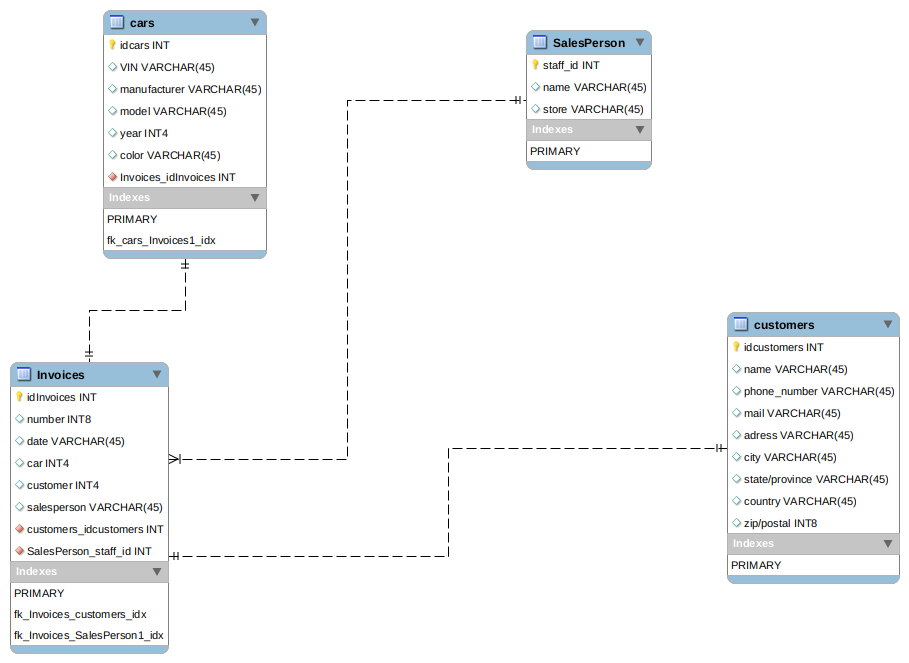 cars
idcars INT
VIN VARCHAR(45)
manufacturer VARCHAR(45)
model VARCHAR(45)
year INT4
color VARCHAR(45)
Invoices_idInvoices INT
Indexes
PRIMARY
fk_cars_Invoices1_idx
SalesPerson
staff_id INT
name VARCHAR(45)
store VARCHAR(45)
Indexes
PRIMARY
Invoices
idInvoices INT
number INT8
date VARCHAR(45)
car INT4
customer INT4
salesperson VARCHAR(45)
customers_idcustomers INT
SalesPerson_staff_id INT
Indexes
PRIMARY
fk_Invoices_customers_idx
fk_Invoices_SalesPerson1_idx
customers
idcustomers INT
name VARCHAR(45)
phone_number VARCHAR(45)
mail VARCHAR(45)
adress VARCHAR(45)
city VARCHAR(45)
state/province VARCHAR(45)
country VARCHAR(45)
zip/postal INT8
Indexes
PRIMARY